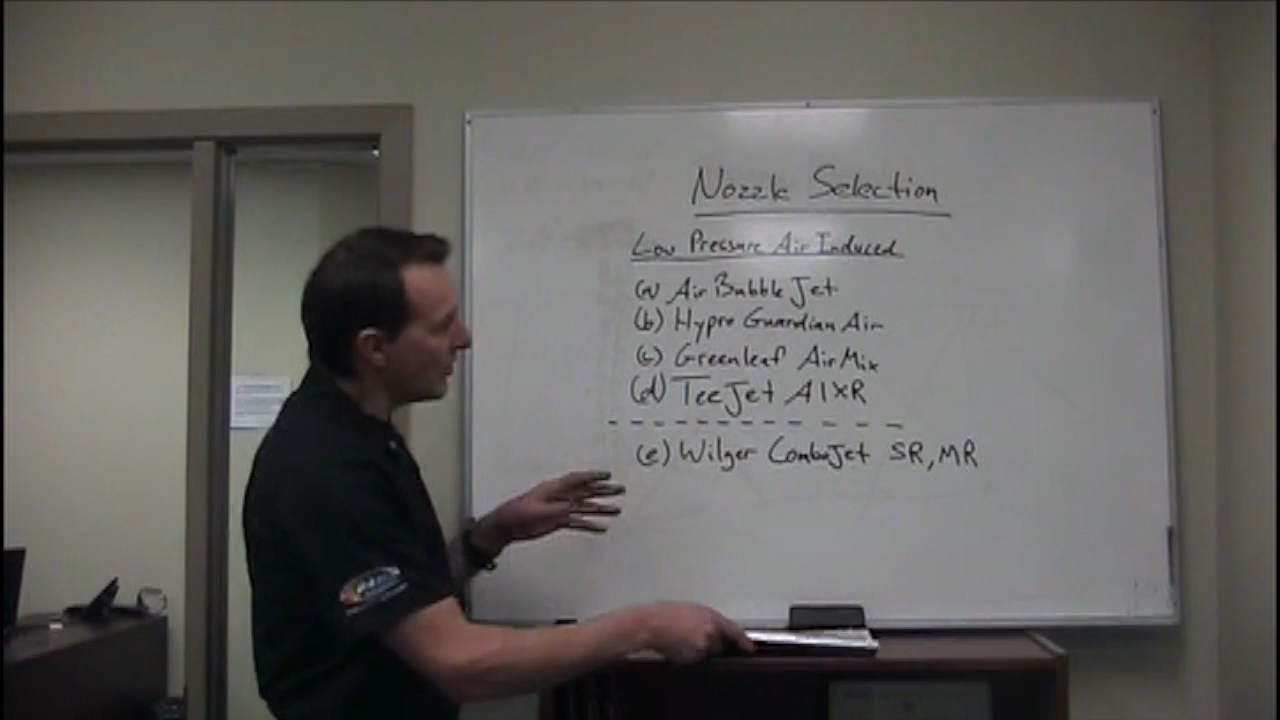 Nozzle Selection
Low Pressure Air Induced
(a) Air Bubble Jet
(b) Hypro Guardian Air
(c) Greenleaf AirMix
(d) TeeJet AIXR
(e) Wilger ComboJet SR, MR